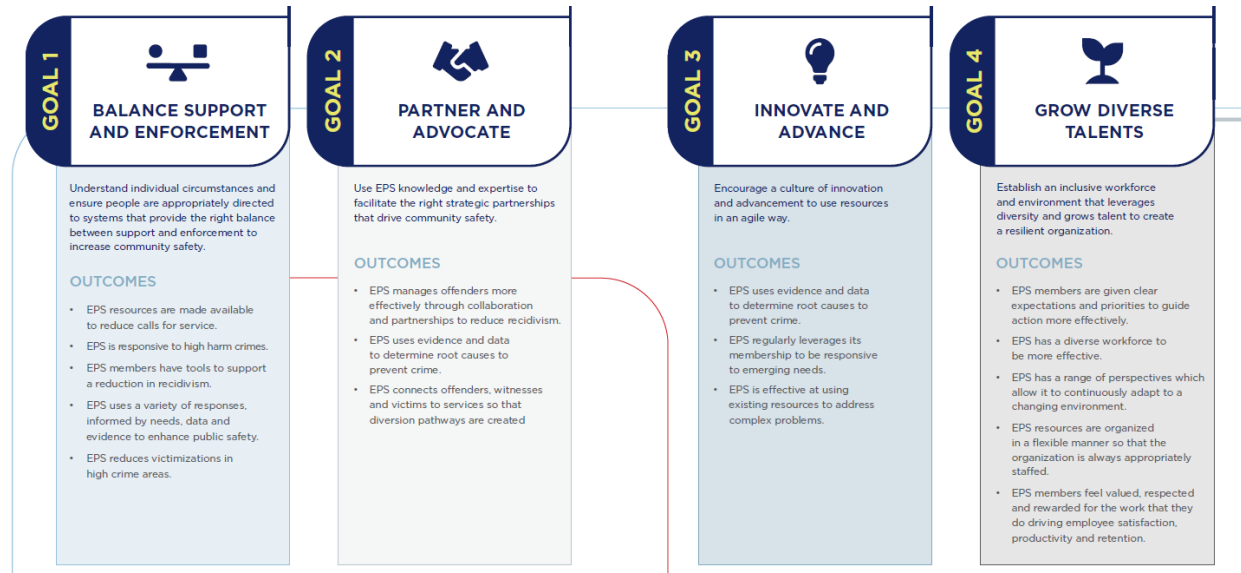 GOAL 1
BALANCE SUPPORT
AND ENFORCEMENT
Understand individual circumstances and
ensure people are appropriately directed
to systems that provide the right balance
between support and enforcement to
increase community safety.
OUTCOMES
• EPS resources are made available
to reduce calls for service.
• EPS is responsive to high harm crimes.
• EPS members have tools to support
a reduction in recidivism.
• EPS uses a variety of responses,
informed by needs, data and
evidence to enhance public safety.
• EPS reduces victimizations in
high crime areas.
GOAL 2
PARTNER AND
ADVOCATE
Use EPS knowledge and expertise to
facilitate the right strategic partnerships
that drive community safety.
OUTCOMES
• EPS manages offenders more
effectively through collaboration
and partnerships to reduce recidivism.
• EPS uses evidence and data
to determine root causes to
prevent crime.
• EPS connects offenders, witnesses
and victims to services so that
diversion pathways are created
GOAL 3
INNOVATE AND
ADVANCE
Encourage a culture of innovation
and advancement to use resources
in an agile way.
OUTCOMES
• EPS uses evidence and data
to determine root causes to
prevent crime.
• EPS regularly leverages its
membership to be responsive
to emerging needs.
• EPS is effective at using
existing resources to address
complex problems.
GOAL 4
GROW DIVERSE
TALENTS
Establish an inclusive workforce
and environment that leverages
diversity and grows talent to create
a resilient organization.
OUTCOMES
• EPS members are given clear
expectations and priorities to guide
action more effectively.
• EPS has a diverse workforce to
be more effective.
• EPS has a range of perspectives which
allow it to continuously adapt to a
changing environment.
• EPS resources are organized
in a flexible manner so that the
organization is always appropriately
staffed.
• EPS members feel valued, respected
and rewarded for the work that they
do driving employee satisfaction,
productivity and retention.